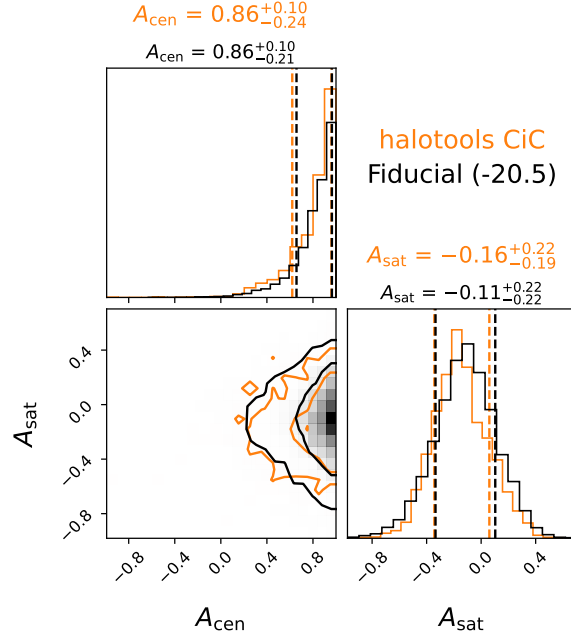 A_cen = 0.86^{+0.10}_{-0.24}
A_cen = 0.86^{+0.10}_{-0.21}
halotools CiC
Fiducial (-20.5)
A_sat = −0.16^{+0.22}_{-0.19}
A_sat = −0.11^{+0.22}_{-0.22}
A_sat
0.4
0.0
−0.4
−0.8
−0.8 −0.4 0.0 0.4 0.8
−0.8 −0.4 0.0 0.4
A_cen
A_sat